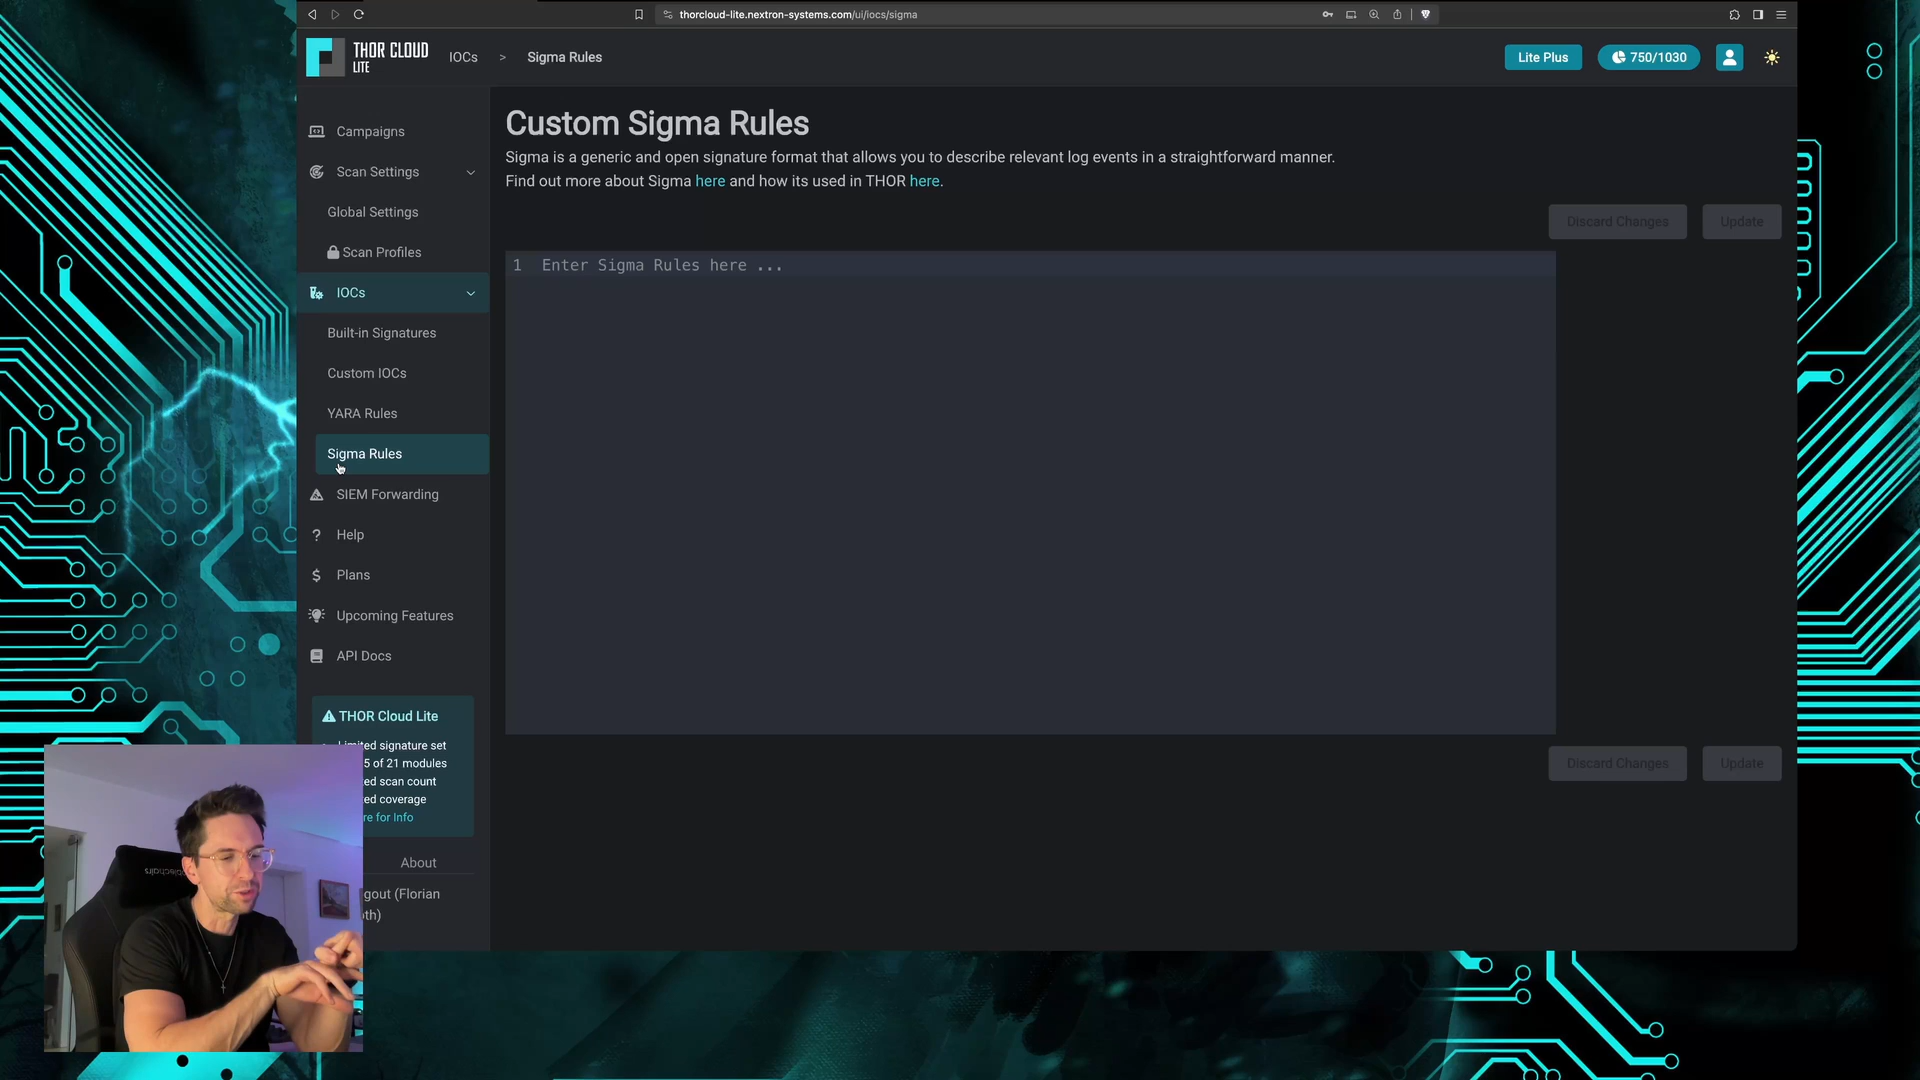 thorcloud-lite.nextron-systems.com/ui/iocs/sigma
THOR CLOUD
LITE
IOCs > Sigma Rules
Lite Plus
750/1030
Campaigns
Scan Settings
Global Settings
Scan Profiles
IOCs
Built-in Signatures
Custom IOCs
YARA Rules
Sigma Rules
SIEM Forwarding
? Help
$ Plans
Upcoming Features
API Docs
THOR Cloud Lite
signature set
5 of 21 modules
ed scan count
ed coverage
re for Info
About
gout (Florian
th)
Custom Sigma Rules
Sigma is a generic and open signature format that allows you to describe relevant log events in a straightforward manner.
Find out more about Sigma here and how its used in THOR here.
Discard Changes Update
1 Enter Sigma Rules here ...
Discard Changes Update